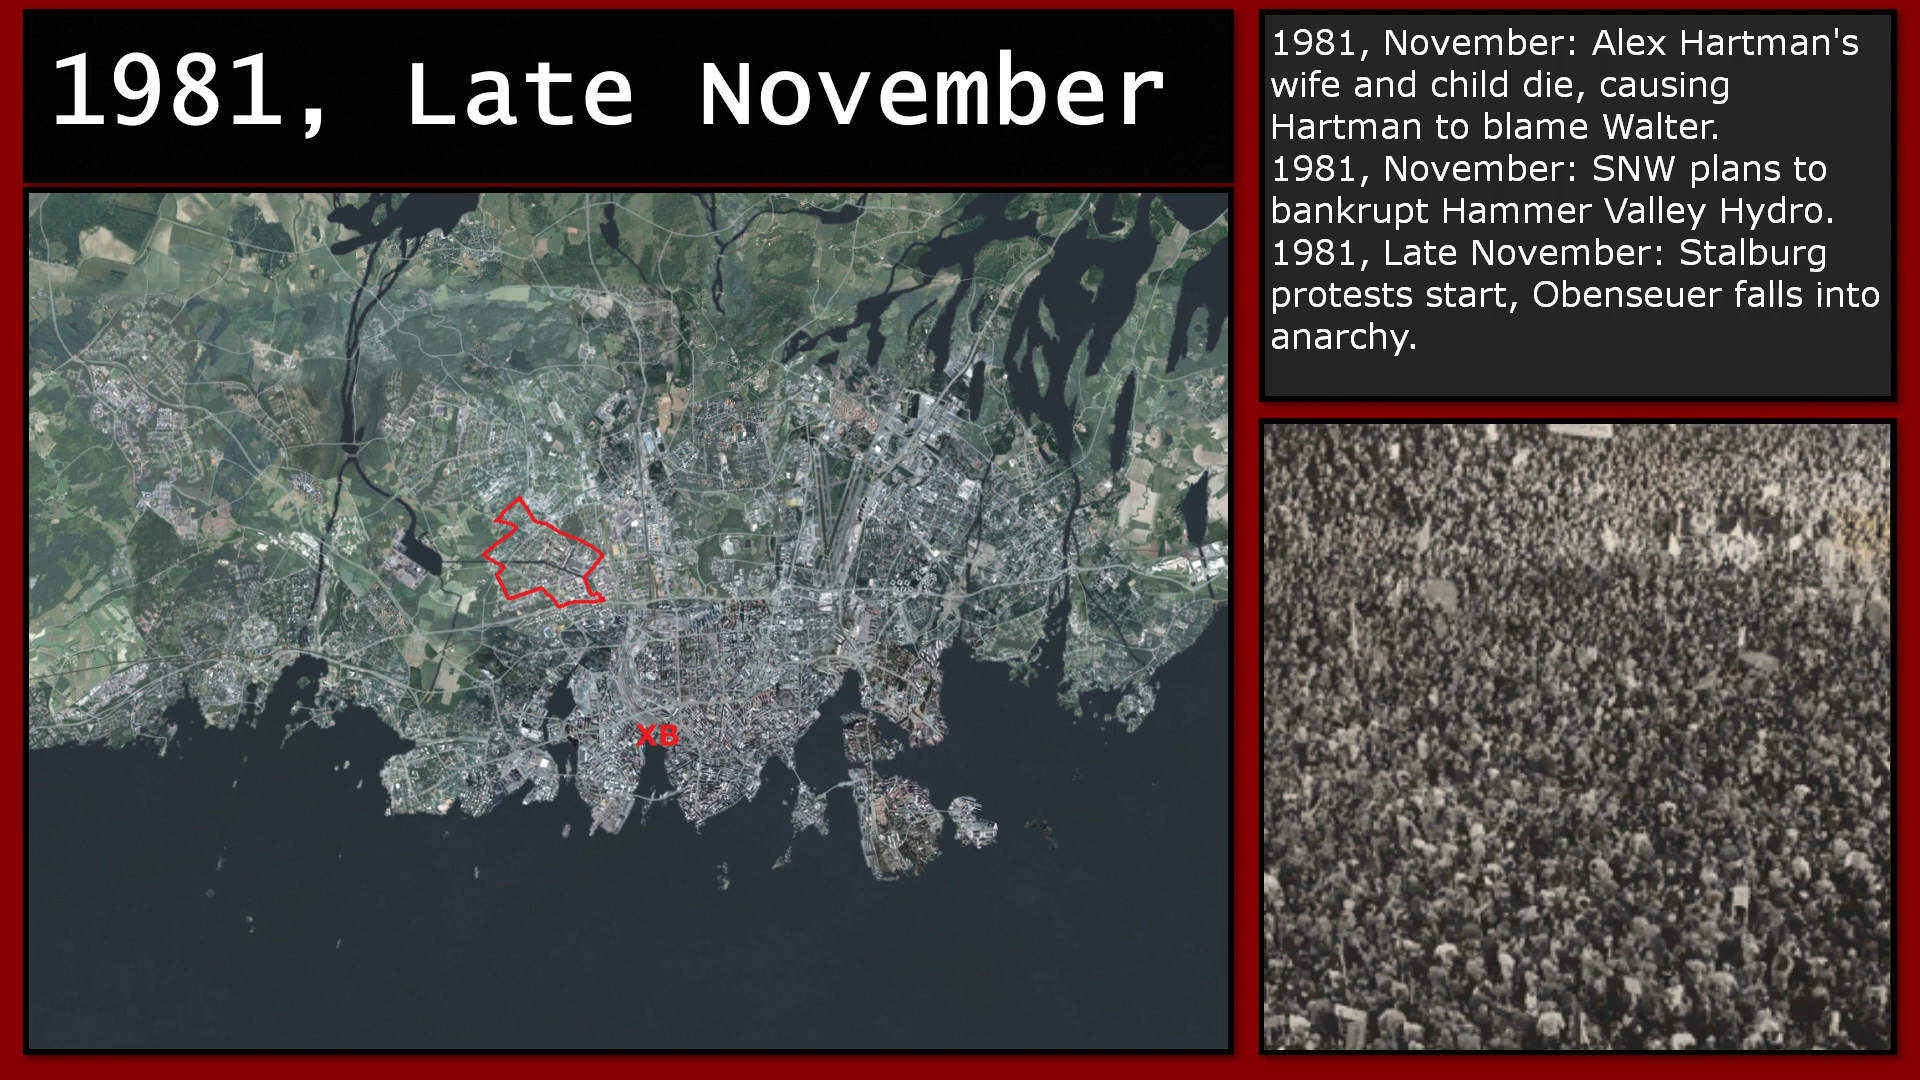 1981, Late November
1981, November: Alex Hartman's
wife and child die, causing
Hartman to blame Walter.
1981, November: SNW plans to
bankrupt Hammer Valley Hydro.
1981, Late November: Stalburg
protests start, Obenseuer falls into
anarchy.
XB